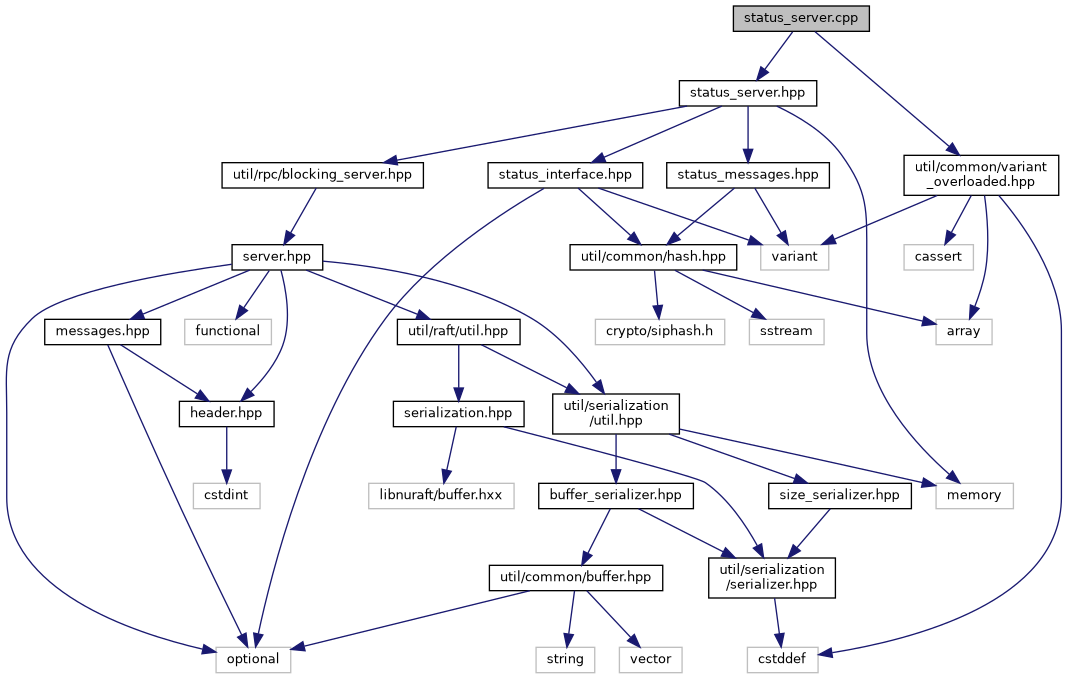 status_server.cpp
status_server.hpp
util/rpc/blocking_server.hpp
status_interface.hpp
status_messages.hpp
util/common/variant
_overloaded.hpp
server.hpp
util/common/hash.hpp
variant
cassert
messages.hpp
functional
util/raft/util.hpp
crypto/siphash.h
sstream
array
header.hpp
serialization.hpp
util/serialization
/util.hpp
cstdint
libnuraft/buffer.hxx
buffer_serializer.hpp
size_serializer.hpp
memory
util/common/buffer.hpp
util/serialization
/serializer.hpp
optional
string
vector
cstddef